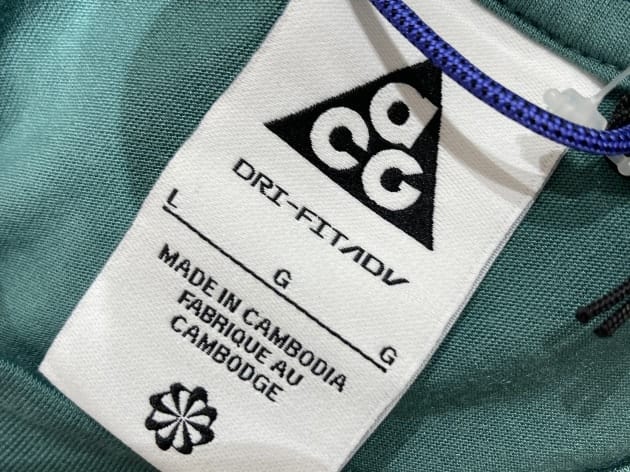 aCG
DRI-FIT ADV
L G G
MADE IN CAMBODIA
FABRIQUE AU
CAMBODGE